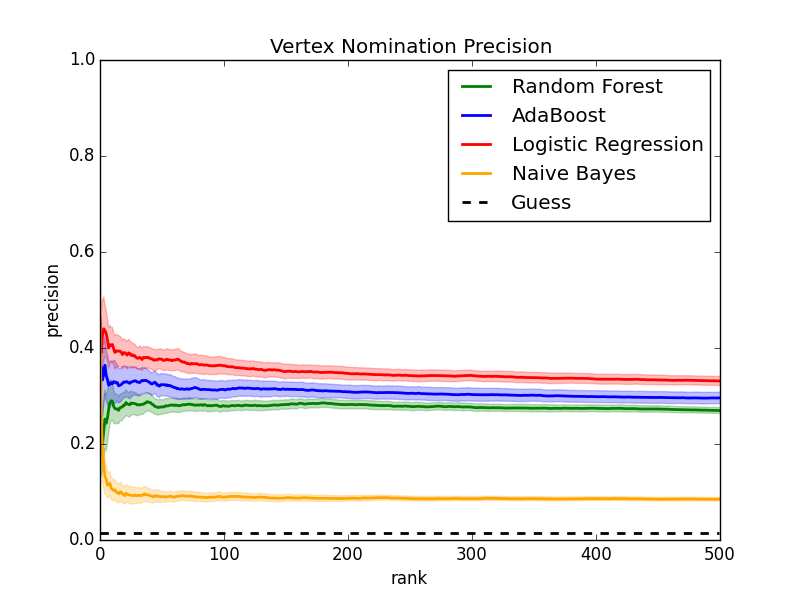 Vertex Nomination Precision
1.0
0.8
0.6
0.4
0.2
0.0
precision
Random Forest
AdaBoost
Logistic Regression
Naive Bayes
Guess
0 100 200 300 400 500
rank